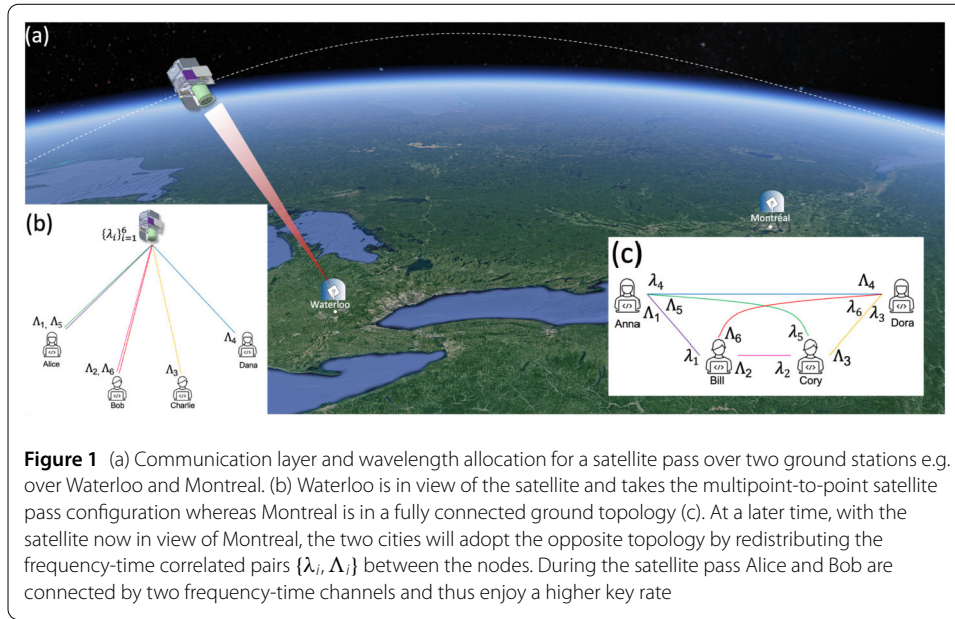 (a)
Montréal
Waterloo
(b)
{λᵢ}⁶ᵢ₌₁
Λ₁, Λ₅
Alice
Λ₂, Λ₆
Bob
Λ₃
Charlie
Λ₄
Dana
(c)
λ₄
Λ₄
Anna
Λ₁
Λ₅
λ₆
λ₃
Dora
Λ₆
λ₅
λ₁
Bill
Λ₂
λ₂
Cory
Λ₃
Figure 1 (a) Communication layer and wavelength allocation for a satellite pass over two ground stations e.g.
over Waterloo and Montreal. (b) Waterloo is in view of the satellite and takes the multipoint-to-point satellite
pass configuration whereas Montreal is in a fully connected ground topology (c). At a later time, with the
satellite now in view of Montreal, the two cities will adopt the opposite topology by redistributing the
frequency-time correlated pairs {λᵢ, Λᵢ} between the nodes. During the satellite pass Alice and Bob are
connected by two frequency-time channels and thus enjoy a higher key rate